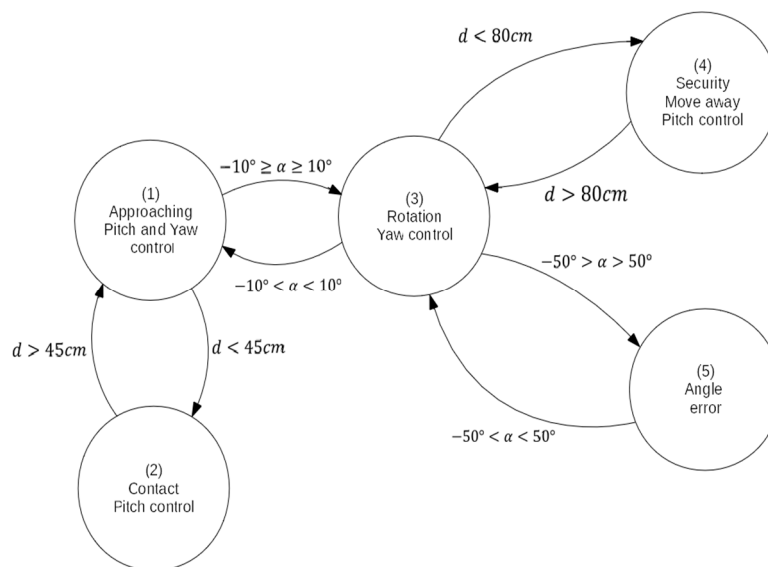 d < 80cm
(4)
Security
Move away
Pitch control
−10° ≥ α ≥ 10°
(1)
Approaching
Pitch and Yaw
control
(3)
Rotation
Yaw control
d > 80cm
−50° > α > 50°
−10° < α < 10°
d > 45cm
d < 45cm
(5)
Angle
error
−50° < α < 50°
(2)
Contact
Pitch control